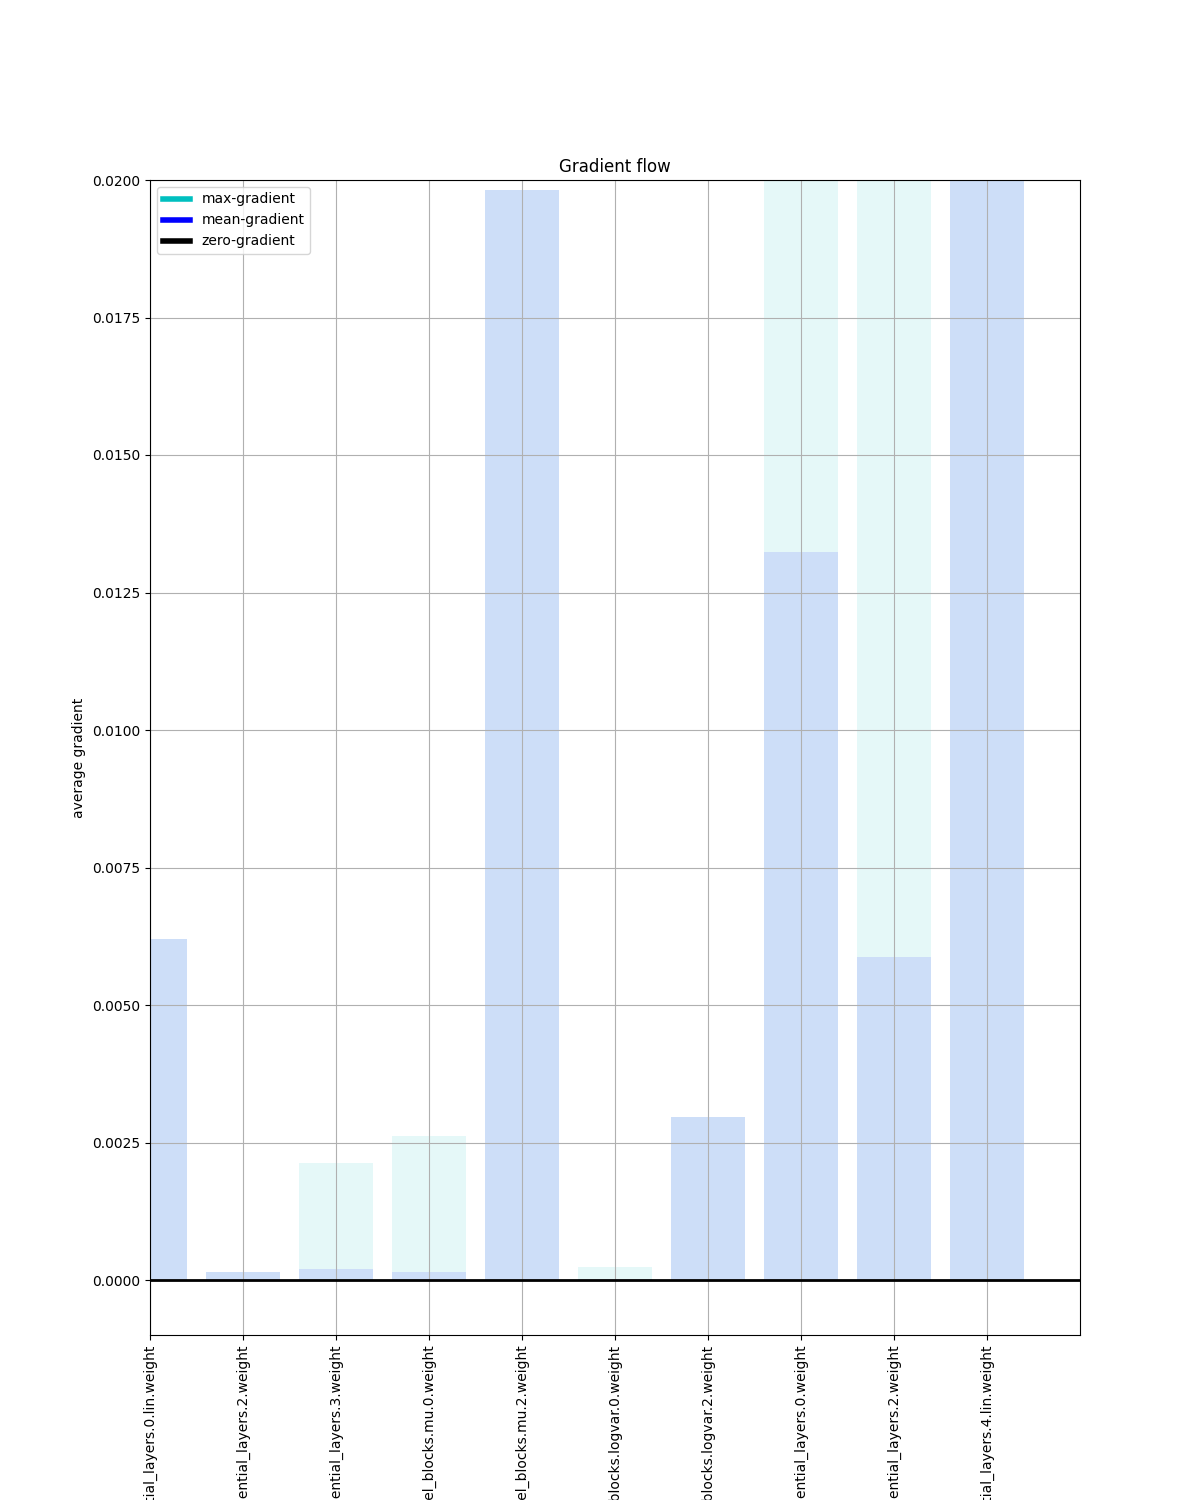 Gradient flow
max-gradient
mean-gradient
zero-gradient
0.0200
0.0175
0.0150
0.0125
0.0100
0.0075
0.0050
0.0025
0.0000
average gradient
tial_layers.0.lin.weight
ential_layers.2.weight
ential_layers.3.weight
el_blocks.mu.0.weight
el_blocks.mu.2.weight
blocks.logvar.0.weight
blocks.logvar.2.weight
ential_layers.0.weight
ential_layers.2.weight
tial_layers.4.lin.weight